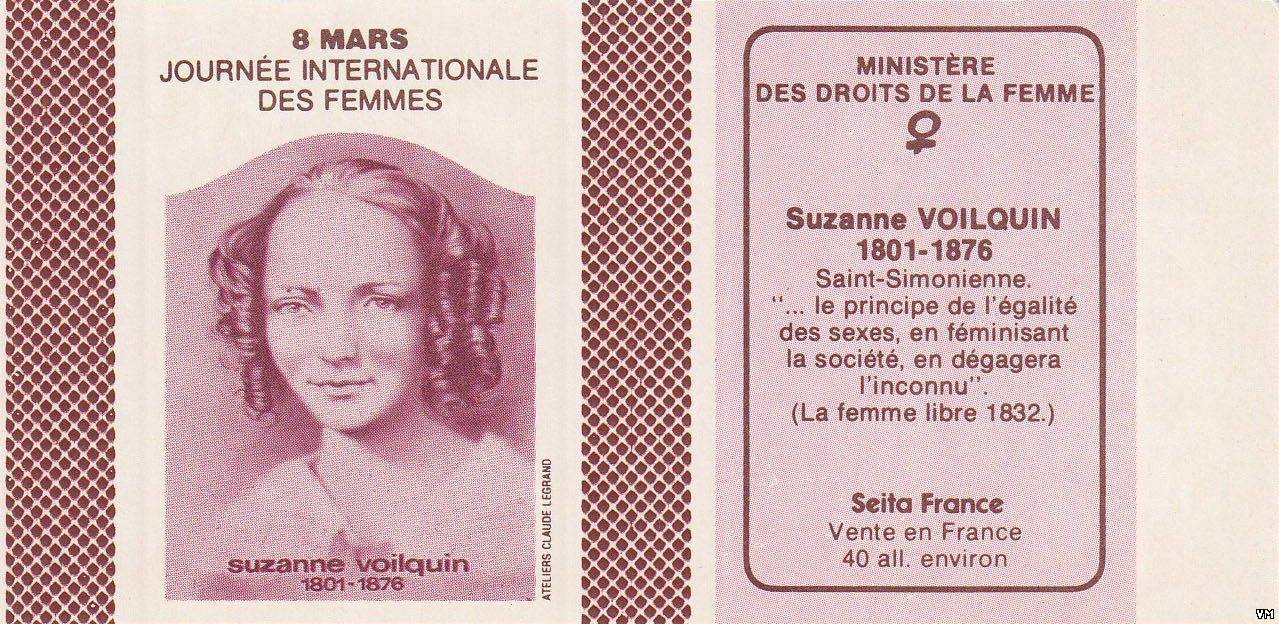 8 MARS
JOURNÉE INTERNATIONALE
DES FEMMES
suzanne voilquin
1801-1876
ATELIERS CLAUDE LEGRAND
MINISTÈRE
DES DROITS DE LA FEMME
Suzanne VOILQUIN
1801-1876
Saint-Simonienne.
"... le principe de l'égalité
des sexes, en féminisant
la société, en dégagera
l'inconnu".
(La femme libre 1832.)
Seita France
Vente en France
40 all. environ
VM